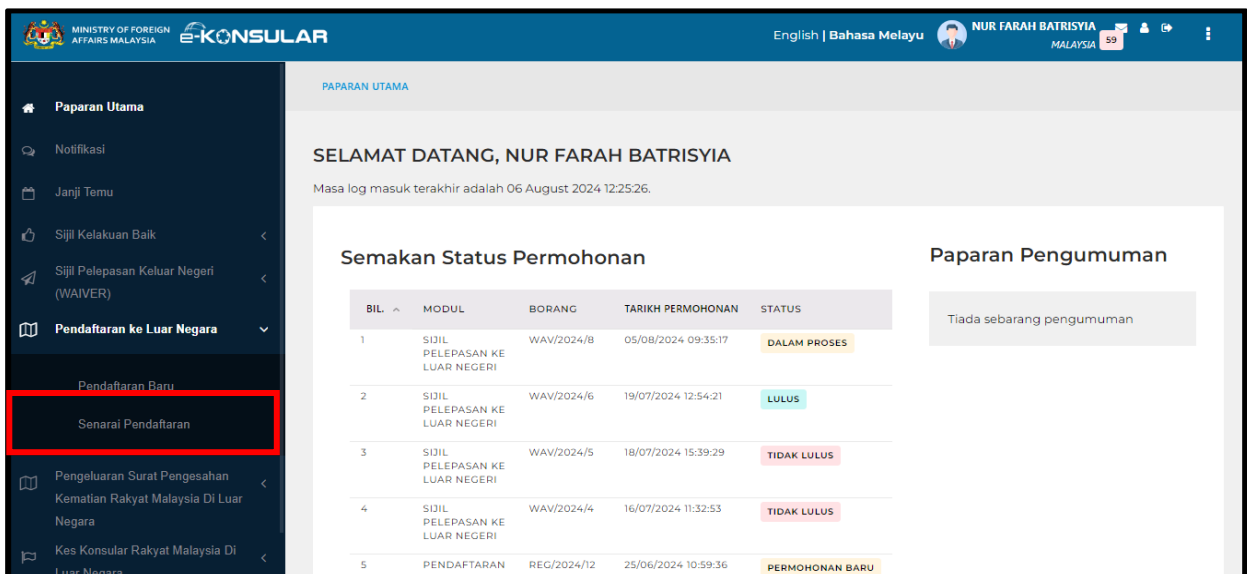 MINISTRY OF FOREIGN
AFFAIRS MALAYSIA
e-KONSULAR
English | Bahasa Melayu
NUR FARAH BATRISYIA
MALAYSIA
59
Paparan Utama
Notifikasi
Janji Temu
Sijil Kelakuan Baik
Sijil Pelepasan Keluar Negeri
(WAIVER)
Pendaftaran ke Luar Negara
Pendaftaran Baru
Senarai Pendaftaran
Pengeluaran Surat Pengesahan
Kematian Rakyat Malaysia Di Luar
Negara
Kes Konsular Rakyat Malaysia Di
Luar Negara
PAPARAN UTAMA
SELAMAT DATANG, NUR FARAH BATRISYIA
Masa log masuk terakhir adalah 06 August 2024 12:25:26.
Semakan Status Permohonan
BIL. MODUL BORANG TARIKH PERMOHONAN STATUS
1 SIJIL WAV/2024/8 05/08/2024 09:35:17 DALAM PROSES
PELEPASAN KE
LUAR NEGERI
2 SIJIL WAV/2024/6 19/07/2024 12:54:21 LULUS
PELEPASAN KE
LUAR NEGERI
3 SIJIL WAV/2024/5 18/07/2024 15:39:29 TIDAK LULUS
PELEPASAN KE
LUAR NEGERI
4 SIJIL WAV/2024/4 16/07/2024 11:32:53 TIDAK LULUS
PELEPASAN KE
LUAR NEGERI
5 PENDAFTARAN REG/2024/12 25/06/2024 10:59:36 PERMOHONAN BARU
Paparan Pengumuman
Tiada sebarang pengumuman